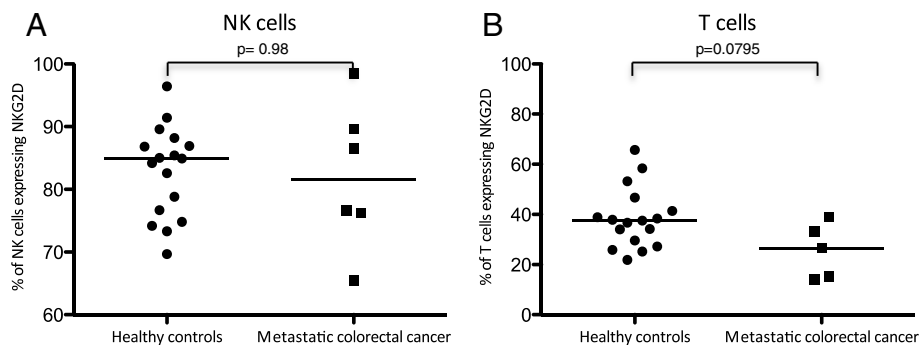 A
NK cells
p= 0.98
% of NK cells expressing NKG2D
100
90
80
70
60
Healthy controls
Metastatic colorectal cancer
B
T cells
p=0.0795
% of T cells expressing NKG2D
100
80
60
40
20
0
Healthy controls
Metastatic colorectal cancer